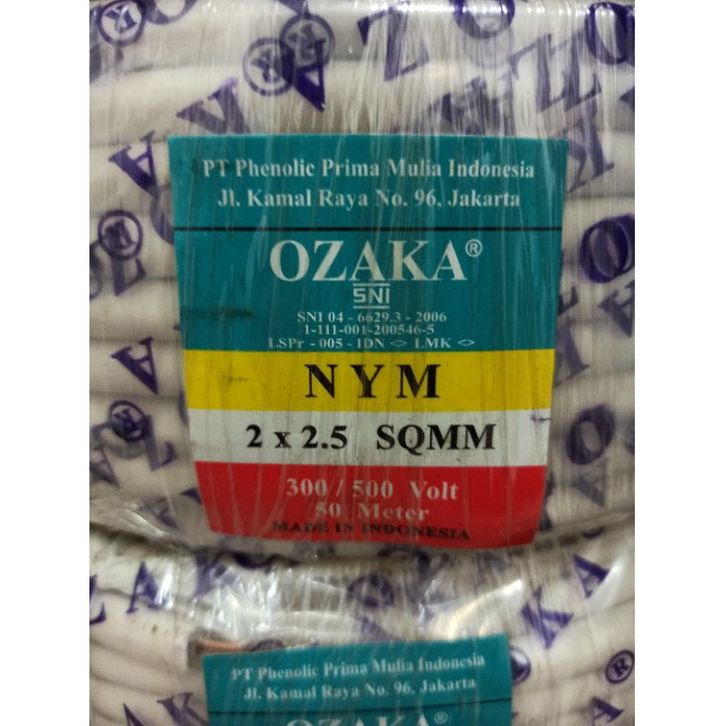 PT Phenolic Prima Mulia Indonesia
Jl. Kamal Raya No. 96, Jakarta
OZAKA®
SNI
SNI 04 - 6629.3 - 2006
1-111-001-200546-5
LSPr - 005 - IDN <> LMK <>
NYM
2 x 2.5 SQMM
300 / 500 Volt
50 Meter
MADE IN INDONESIA
PT Phenolic Prima Mulia Indonesia
Jl. Kamal Raya No. 96, Jakarta
OZAKA®